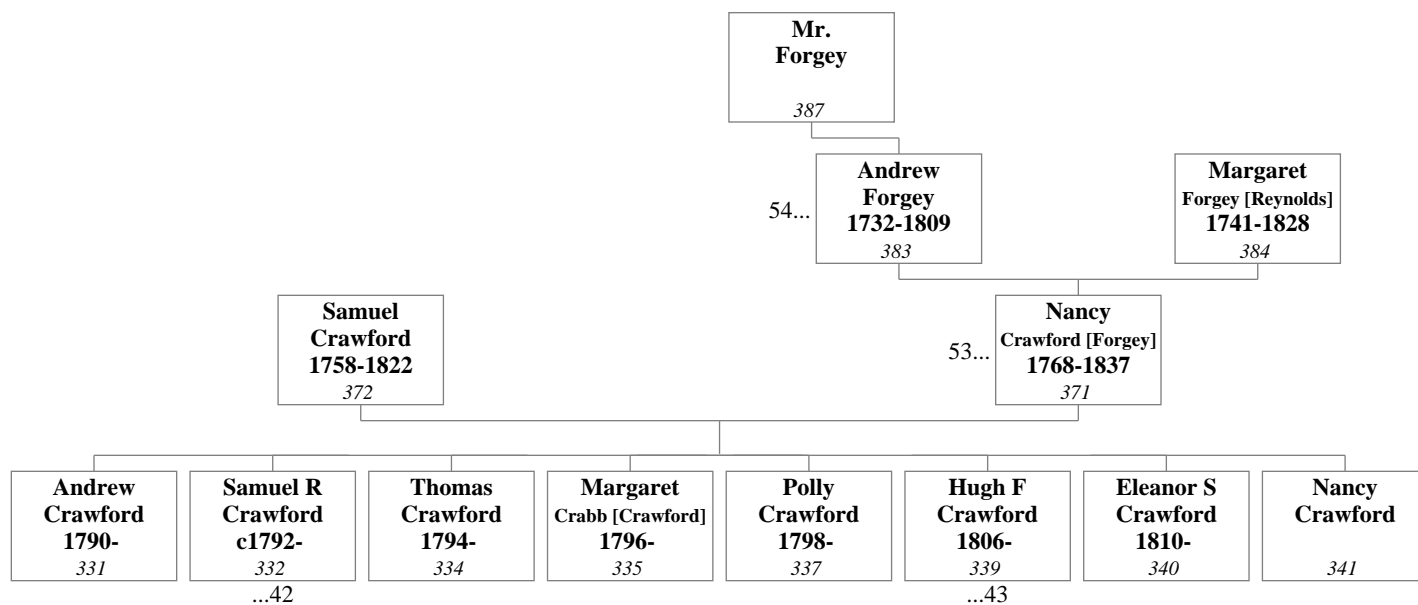 Mr.
Forgey
387
Andrew
Forgey
1732-1809
383
54...
Margaret
Forgey [Reynolds]
1741-1828
384
Samuel
Crawford
1758-1822
372
53...
Nancy
Crawford [Forgey]
1768-1837
371
Andrew
Crawford
1790-
331
Samuel R
Crawford
c1792-
332
...42
Thomas
Crawford
1794-
334
Margaret
Crabb [Crawford]
1796-
335
Polly
Crawford
1798-
337
Hugh F
Crawford
1806-
339
...43
Eleanor S
Crawford
1810-
340
Nancy
Crawford
341